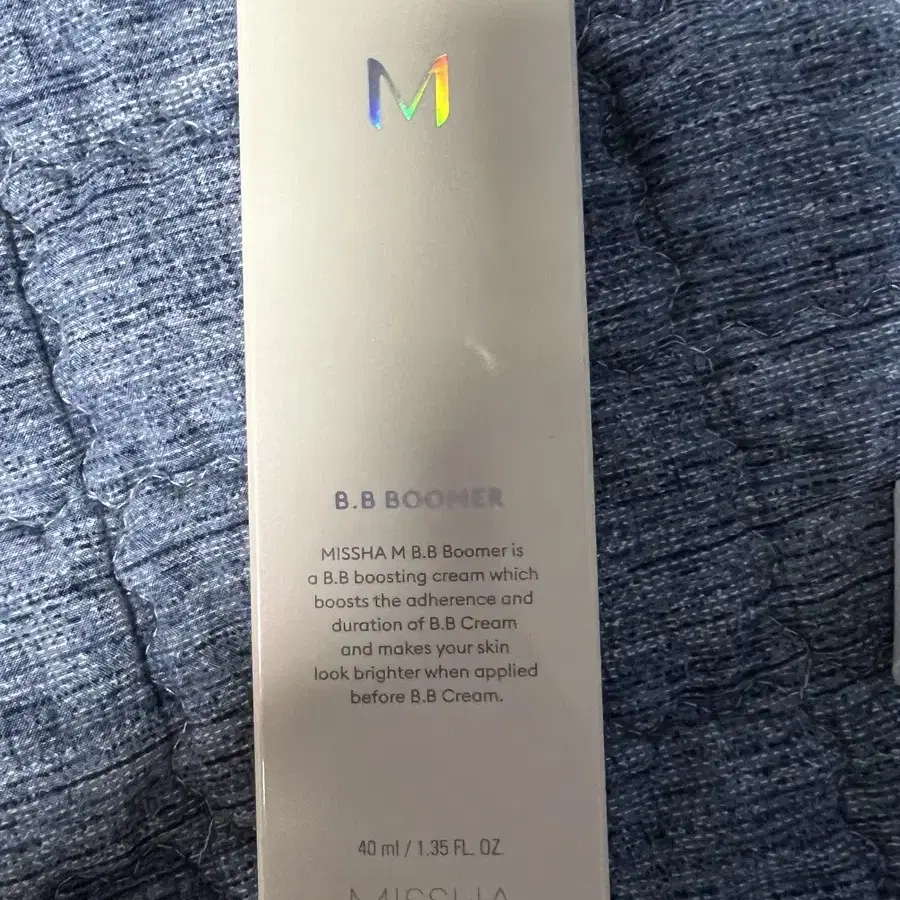 M
B.B BOOMER
MISSHA M B.B Boomer is
a B.B boosting cream which
boosts the adherence and
duration of B.B Cream
and makes your skin
look brighter when applied
before B.B Cream.
40 ml / 1.35 FL. OZ.
MISSHA